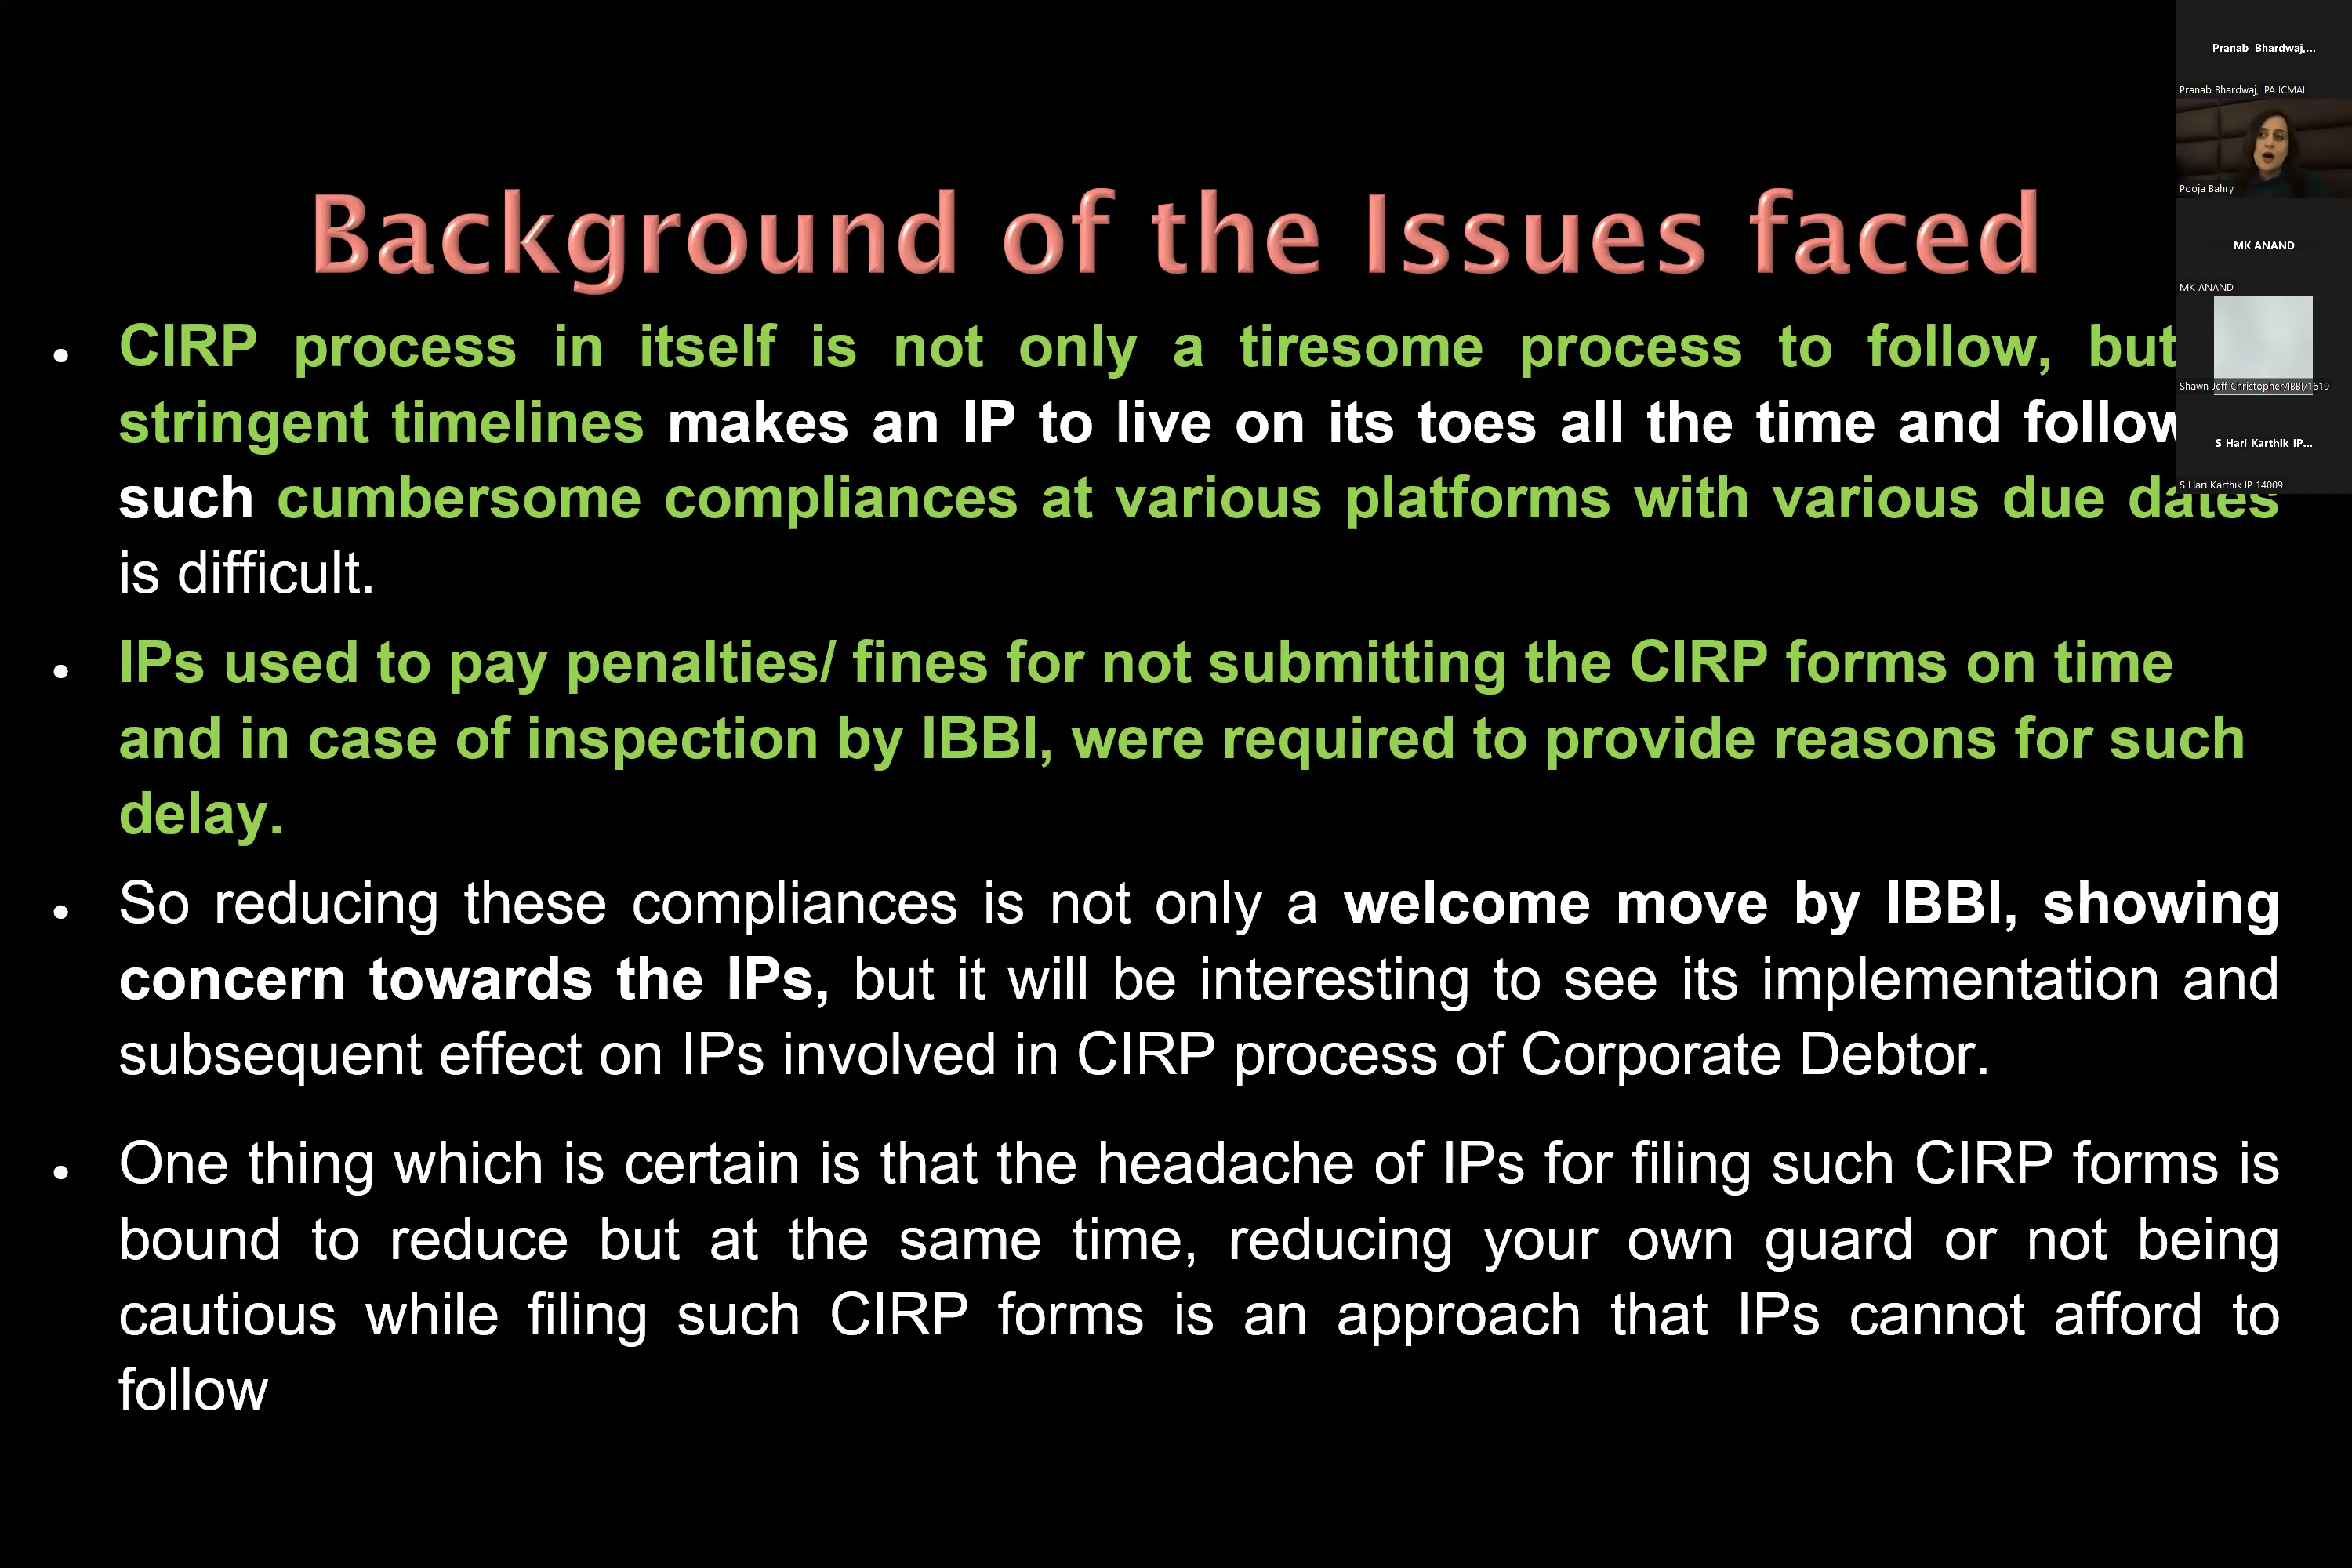 Background of the Issues faced
• CIRP process in itself is not only a tiresome process to follow, but
stringent timelines makes an IP to live on its toes all the time and follow
such cumbersome compliances at various platforms with various due dates
is difficult.
• IPs used to pay penalties/ fines for not submitting the CIRP forms on time
and in case of inspection by IBBI, were required to provide reasons for such
delay.
• So reducing these compliances is not only a welcome move by IBBI, showing
concern towards the IPs, but it will be interesting to see its implementation and
subsequent effect on IPs involved in CIRP process of Corporate Debtor.
• One thing which is certain is that the headache of IPs for filing such CIRP forms is
bound to reduce but at the same time, reducing your own guard or not being
cautious while filing such CIRP forms is an approach that IPs cannot afford to
follow
Pranab Bhardwaj,...
Pranab Bhardwaj, IPA ICMAI
Pooja Bahry
MK ANAND
MK ANAND
Shawn Jeff Christopher/IBBI/1619
S Hari Karthik IP...
S Hari Karthik IP 14009